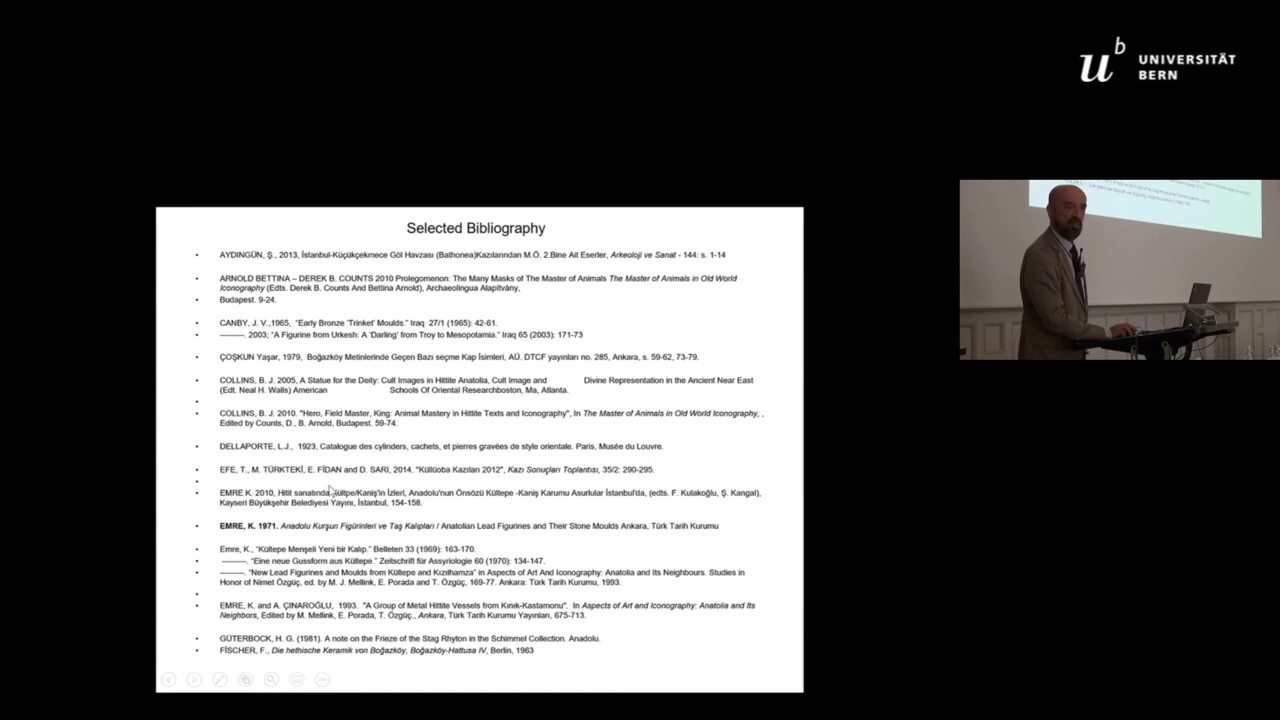 u^b UNIVERSITÄT
BERN
Selected Bibliography
• AYDINGÜN, Ş., 2013, İstanbul-Küçükçekmece Göl Havzası (Bathonea)Kazılarından M.Ö. 2.Bine Ait Eserler, Arkeoloji ve Sanat - 144: s. 1-14
• ARNOLD BETTINA – DEREK B. COUNTS 2010 Prolegomenon: The Many Masks of The Master of Animals The Master of Animals in Old World
Iconography (Edts. Derek B. Counts And Bettina Arnold), Archaeolingua Alapítvány,
• Budapest. 9-24.
• CANBY, J. V.,1965, “Early Bronze ‘Trinket’ Moulds.” Iraq 27/1 (1965): 42-61.
• ———. 2003; “A Figurine from Urkesh: A ‘Darling’ from Troy to Mesopotamia.” Iraq 65 (2003): 171-73
• ÇOŞKUN Yaşar, 1979, Boğazköy Metinlerinde Geçen Bazı seçme Kap İsimleri, AÜ. DTCF yayınları no. 285, Ankara, s. 59-62, 73-79.
• COLLINS, B. J. 2005, A Statue for the Deity: Cult Images in Hittite Anatolia, Cult Image and Divine Representation in the Ancient Near East
(Edt. Neal H. Walls) American Schools Of Oriental Researchboston, Ma, Atlanta.
•
• COLLINS, B. J. 2010. "Hero, Field Master, King: Animal Mastery in Hittite Texts and Iconography", In The Master of Animals in Old World Iconography, ,
Edited by Counts, D., B. Arnold, Budapest. 59-74.
• DELLAPORTE, L.J., 1923, Catalogue des cylinders, cachets, et pierres gravées de style orientale. Paris, Musée du Louvre.
• EFE, T., M. TÜRKTEKİ, E. FİDAN and D. SARI, 2014. "Küllüoba Kazıları 2012", Kazı Sonuçları Toplantısı, 35/2: 290-295.
•
• EMRE K. 2010, Hitit sanatında Kültpe/Kaniş'in İzleri, Anadolu'nun Önsözü Kültepe -Kaniş Karumu Asurlular İstanbul'da, (edts. F. Kulakoğlu, Ş. Kangal),
Kayseri Büyükşehir Belediyesi Yayını, İstanbul, 154-158.
• EMRE, K. 1971. Anadolu Kurşun Figürinleri ve Taş Kalıpları / Anatolian Lead Figurines and Their Stone Moulds Ankara, Türk Tarih Kurumu
• Emre, K., “Kültepe Menşeli Yeni bir Kalıp.” Belleten 33 (1969): 163-170.
• ———. “Eine neue Gussform aus Kültepe.” Zeitschrift für Assyriologie 60 (1970): 134-147.
• ———. “New Lead Figurines and Moulds from Kültepe and Kızılhamza” in Aspects of Art And Iconography: Anatolia and Its Neighbours. Studies in
Honor of Nimet Özgüç, ed. by M. J. Mellink, E. Porada and T. Özgüç, 169-77. Ankara: Türk Tarih Kurumu, 1993.
•
• EMRE, K. and A. ÇINAROĞLU, 1993. "A Group of Metal Hittite Vessels from Kınık-Kastamonu". In Aspects of Art and Iconography: Anatolia and Its
Neighbors, Edited by M. Mellink, E. Porada, T. Özgüç., Ankara, Türk Tarih Kurumu Yayınları, 675-713.
• GÜTERBOCK, H. G. (1981). A note on the Frieze of the Stag Rhyton in the Schimmel Collection. Anadolu.
• FİSCHER, F., Die hethische Keramik von Boğazköy, Boğazköy-Hattusa IV, Berlin, 1963